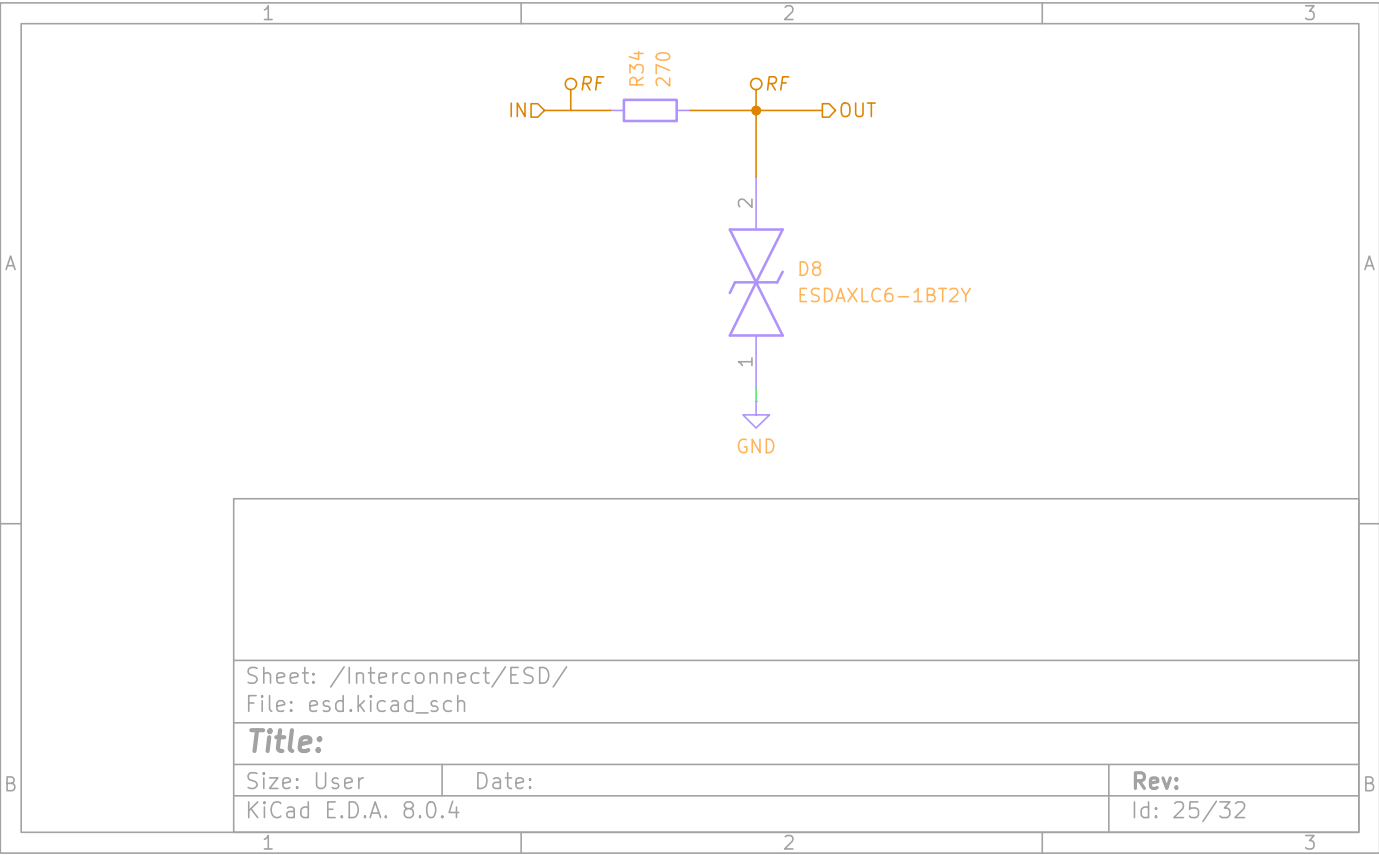 1 2 3
R34
270
RF
RF
IN
OUT
2
A
A
D8
ESDAXLC6-1BT2Y
1
GND
Sheet: /Interconnect/ESD/
File: esd.kicad_sch
Title:
Size: User Date: Rev:
B
B
KiCad E.D.A. 8.0.4 Id: 25/32
1 2 3